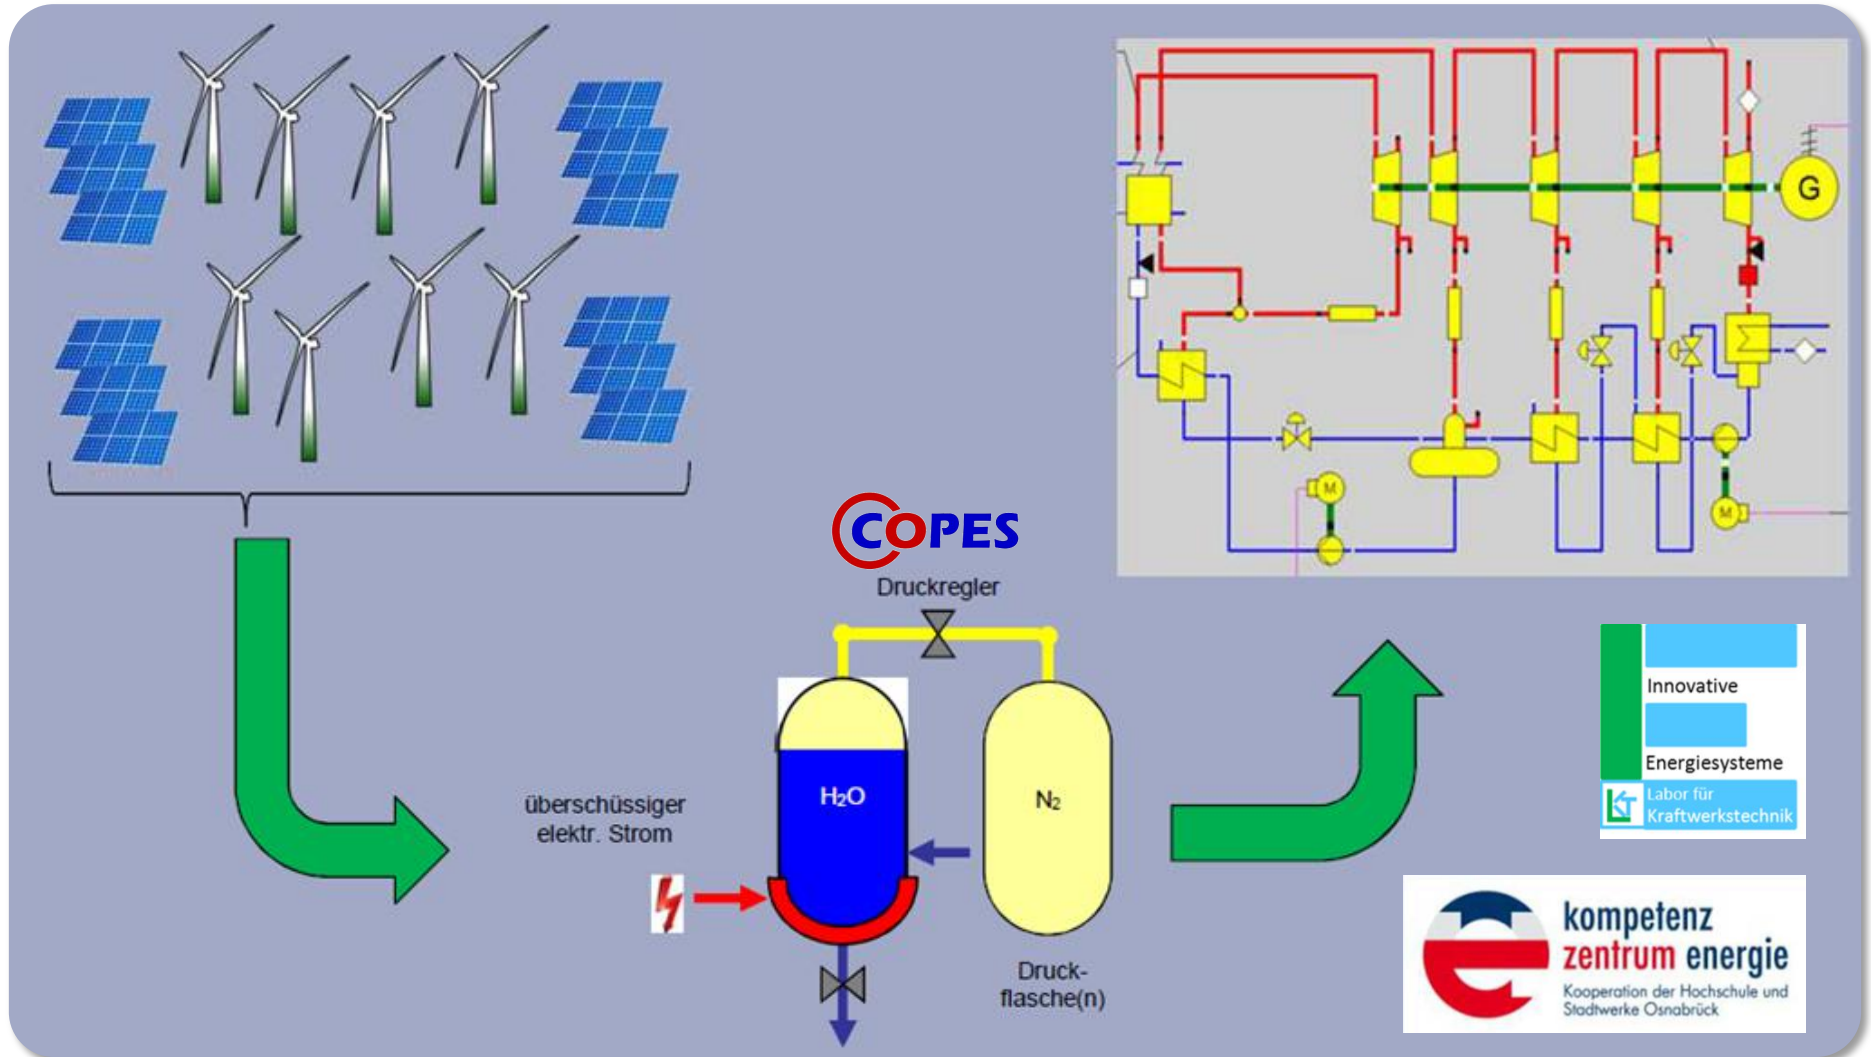 G
M
M
COPES
Druckregler
H₂O
N₂
überschüssiger
elektr. Strom
Druck-
flasche(n)
Innovative
Energiesysteme
LKT
Labor für
Kraftwerkstechnik
kompetenz
zentrum energie
Kooperation der Hochschule und
Stadtwerke Osnabrück